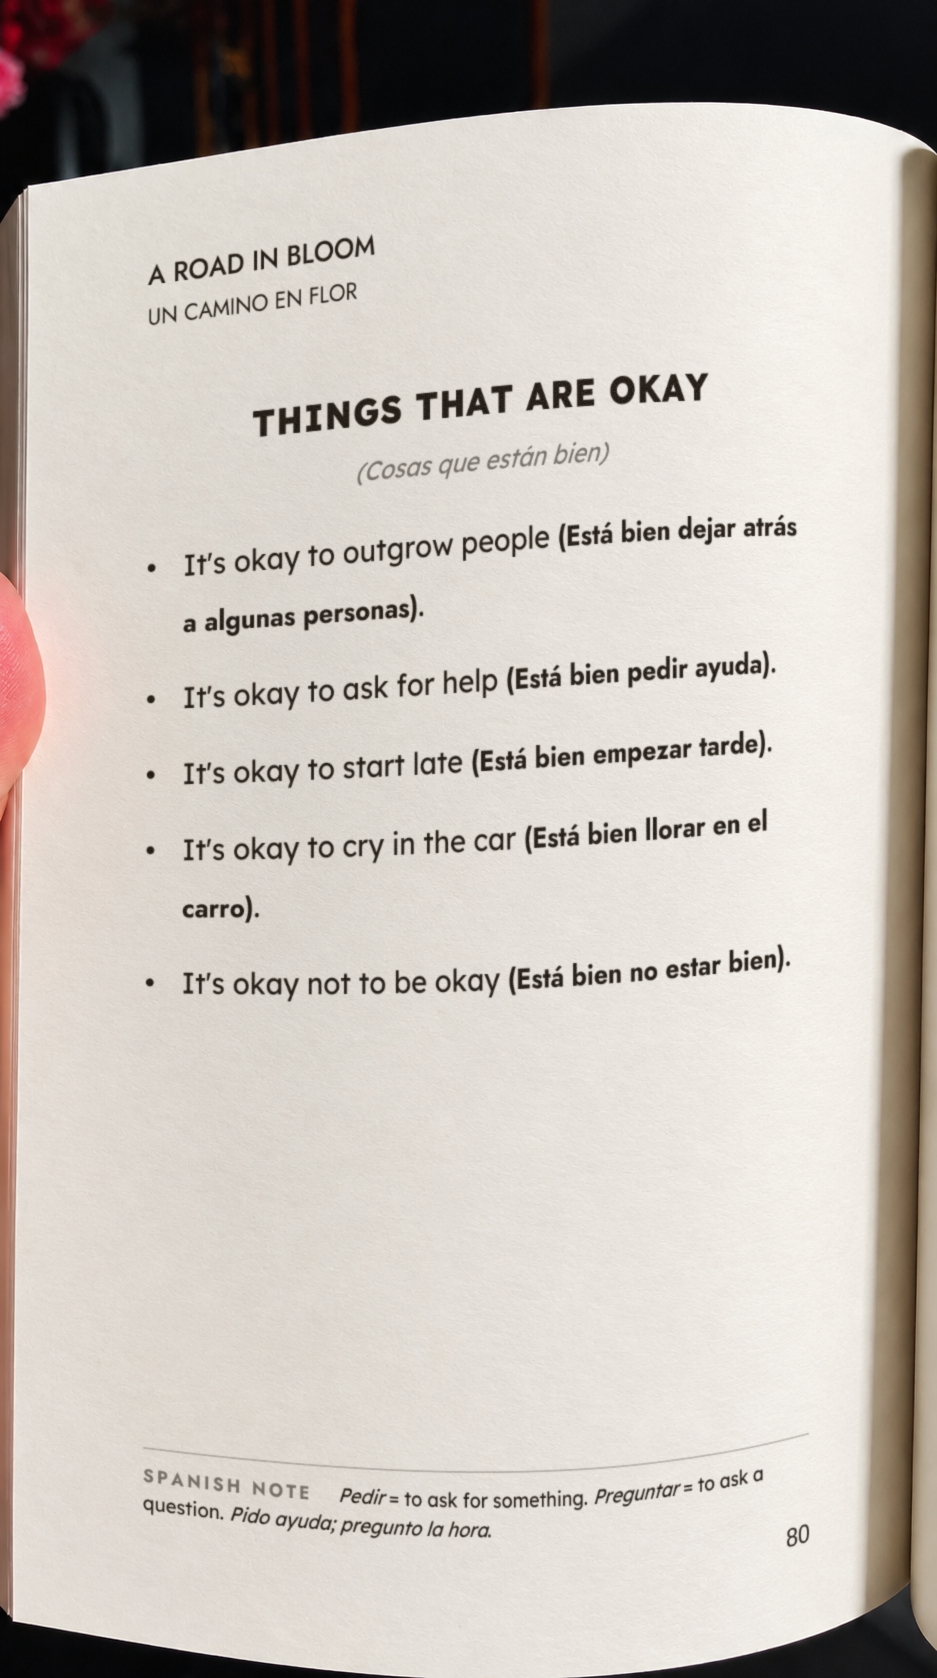 A ROAD IN BLOOM
UN CAMINO EN FLOR
THINGS THAT ARE OKAY
(Cosas que están bien)
• It's okay to outgrow people (Está bien dejar atrás
a algunas personas).
• It's okay to ask for help (Está bien pedir ayuda).
• It's okay to start late (Está bien empezar tarde).
• It's okay to cry in the car (Está bien llorar en el
carro).
• It's okay not to be okay (Está bien no estar bien).
SPANISH NOTE Pedir = to ask for something. Preguntar = to ask a
question. Pido ayuda; pregunto la hora.
80